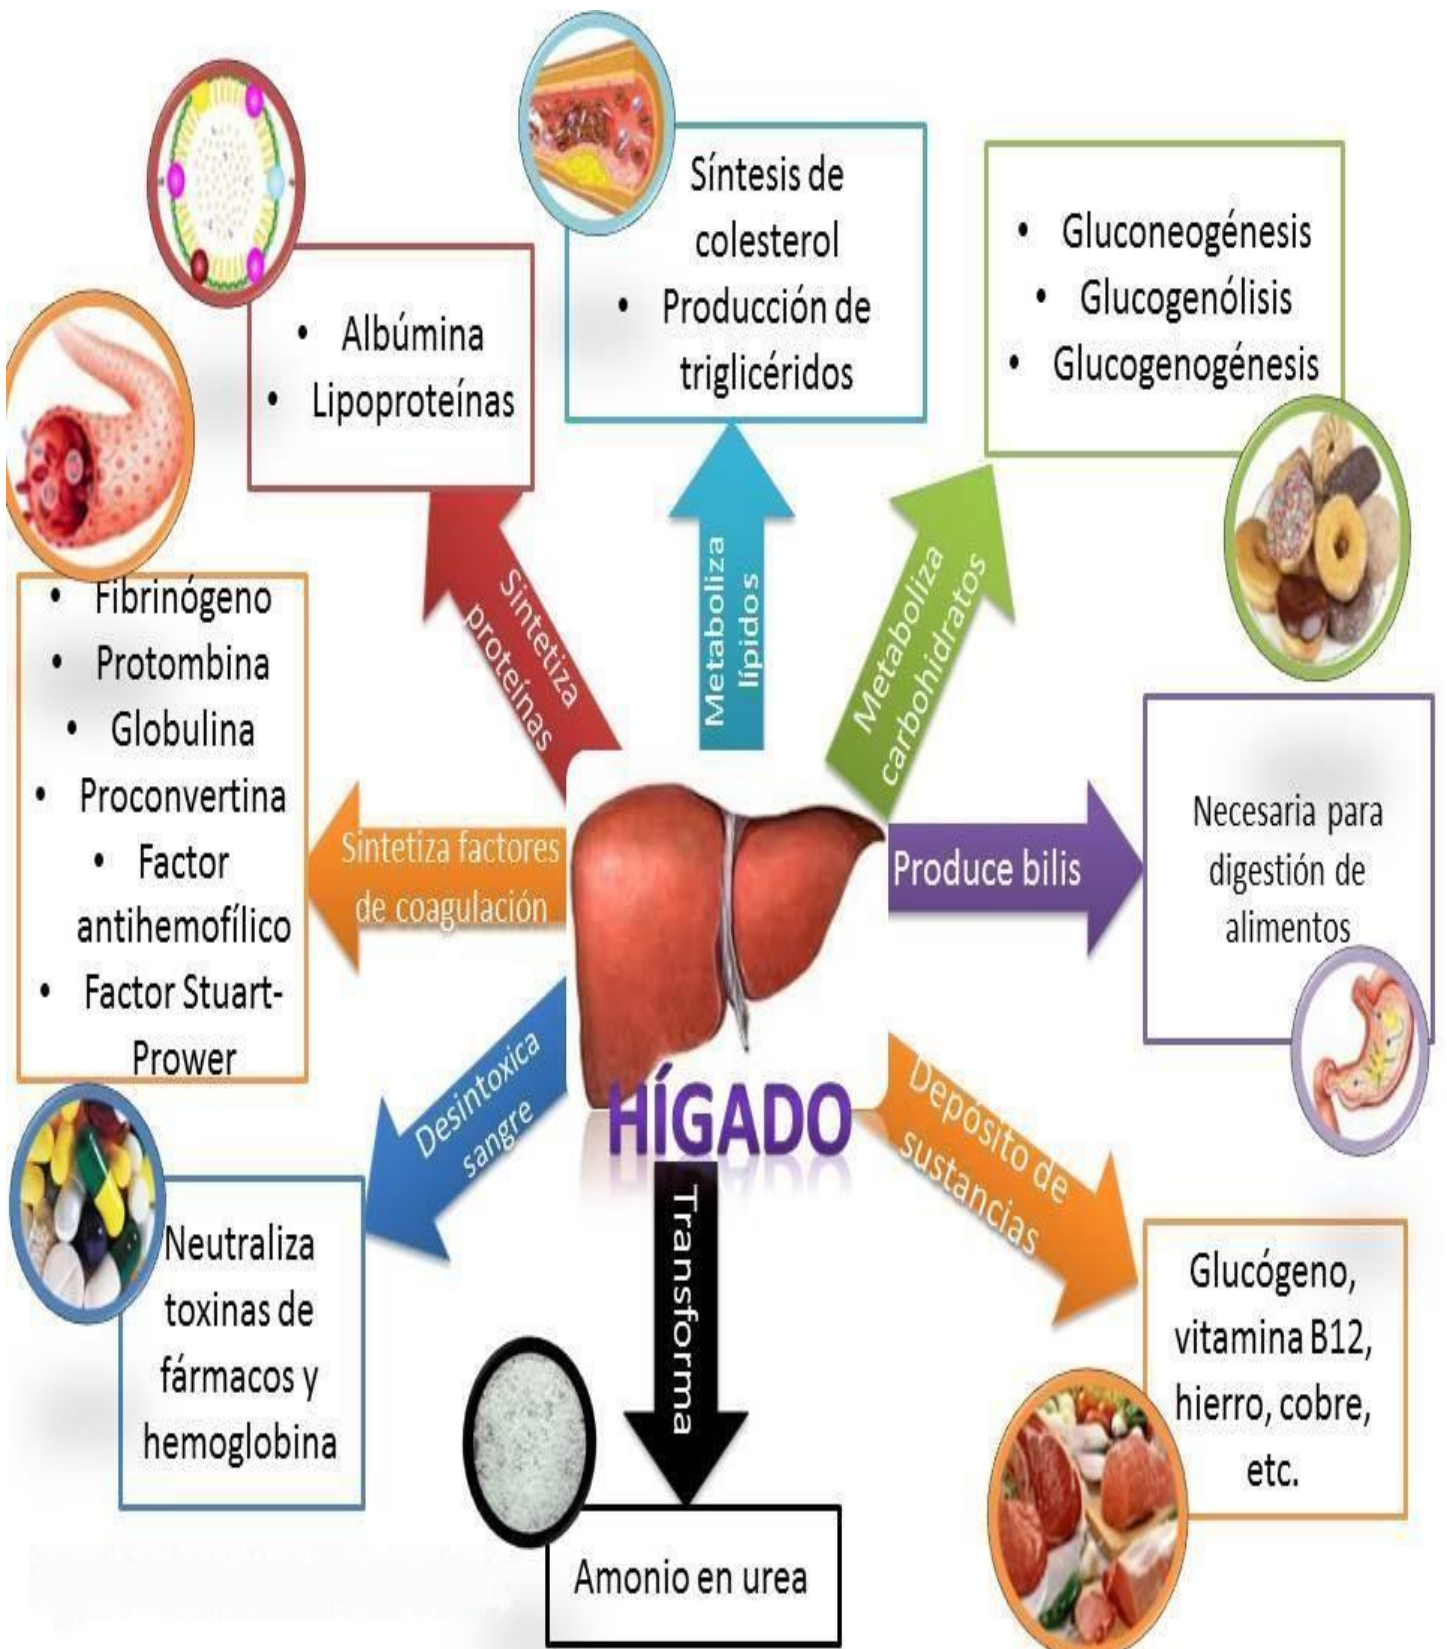 Síntesis de
colesterol
• Producción de
triglicéridos
• Gluconeogénesis
• Glucogenólisis
• Glucogenogénesis
• Albúmina
• Lipoproteínas
• Fibrinógeno
• Protombina
• Globulina
• Proconvertina
• Factor
antihemofílico
• Factor Stuart-
Prower
Sintetiza
proteínas
Metaboliza
lípidos
Metaboliza
carbohidratos
Sintetiza factores
de coagulación
Produce bilis
Necesaria para
digestión de
alimentos
Desintoxica
sangre
HÍGADO
Depósito de
sustancias
Transforma
Neutraliza
toxinas de
fármacos y
hemoglobina
Glucógeno,
vitamina B12,
hierro, cobre,
etc.
Amonio en urea